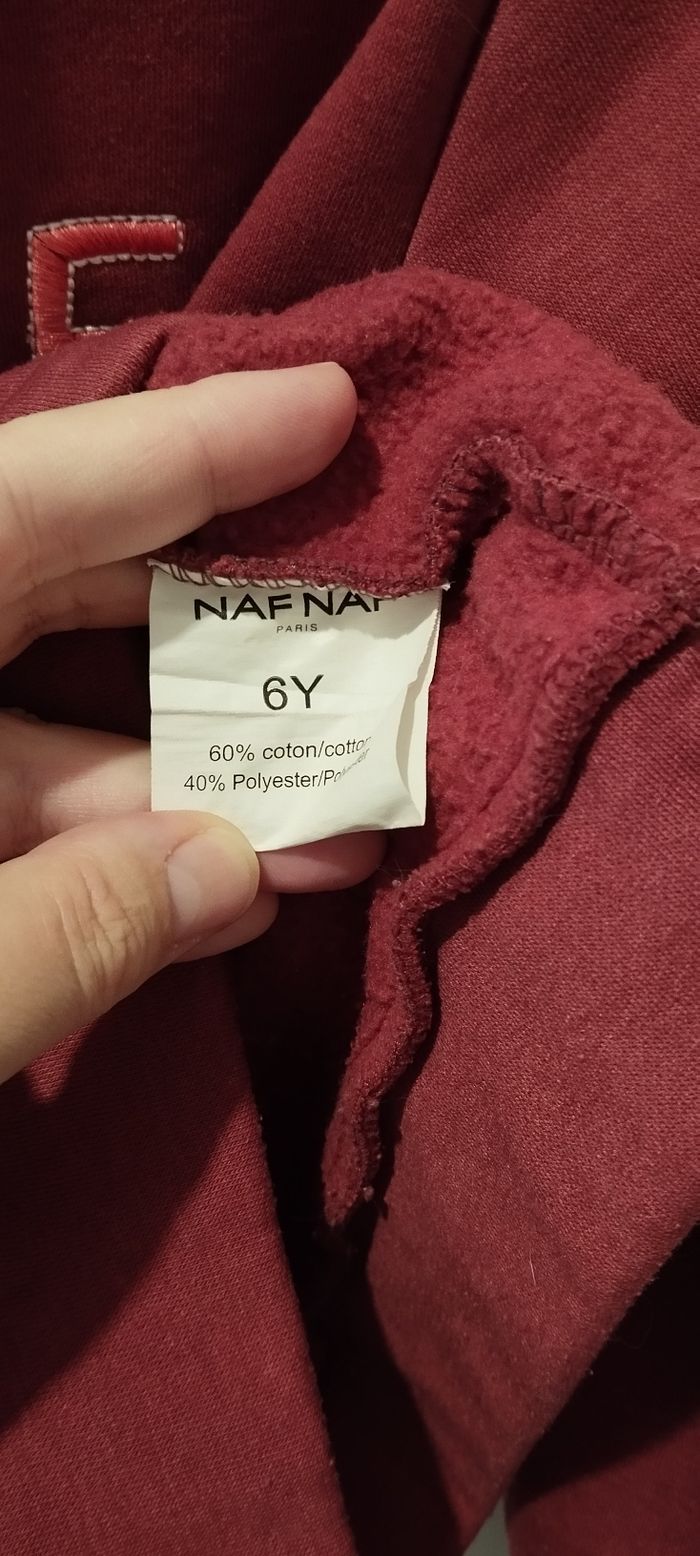 NAF NAF
PARIS
6Y
60% coton/cotton
40% Polyester/Polyester